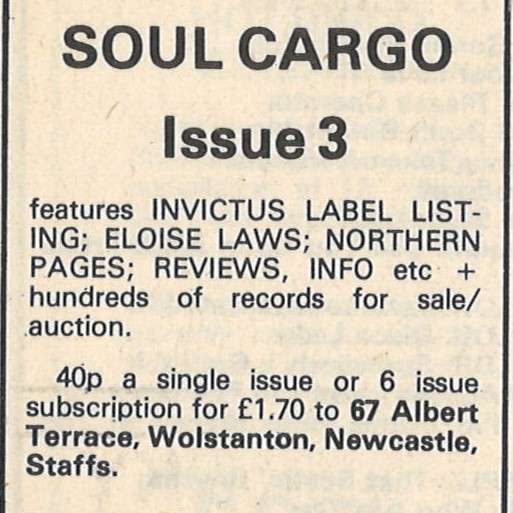 SOUL CARGO
Issue 3
features INVICTUS LABEL LIST-
ING; ELOISE LAWS; NORTHERN
PAGES; REVIEWS, INFO etc +
hundreds of records for sale/
auction.
40p a single issue or 6 issue
subscription for £1.70 to 67 Albert
Terrace, Wolstanton, Newcastle,
Staffs.